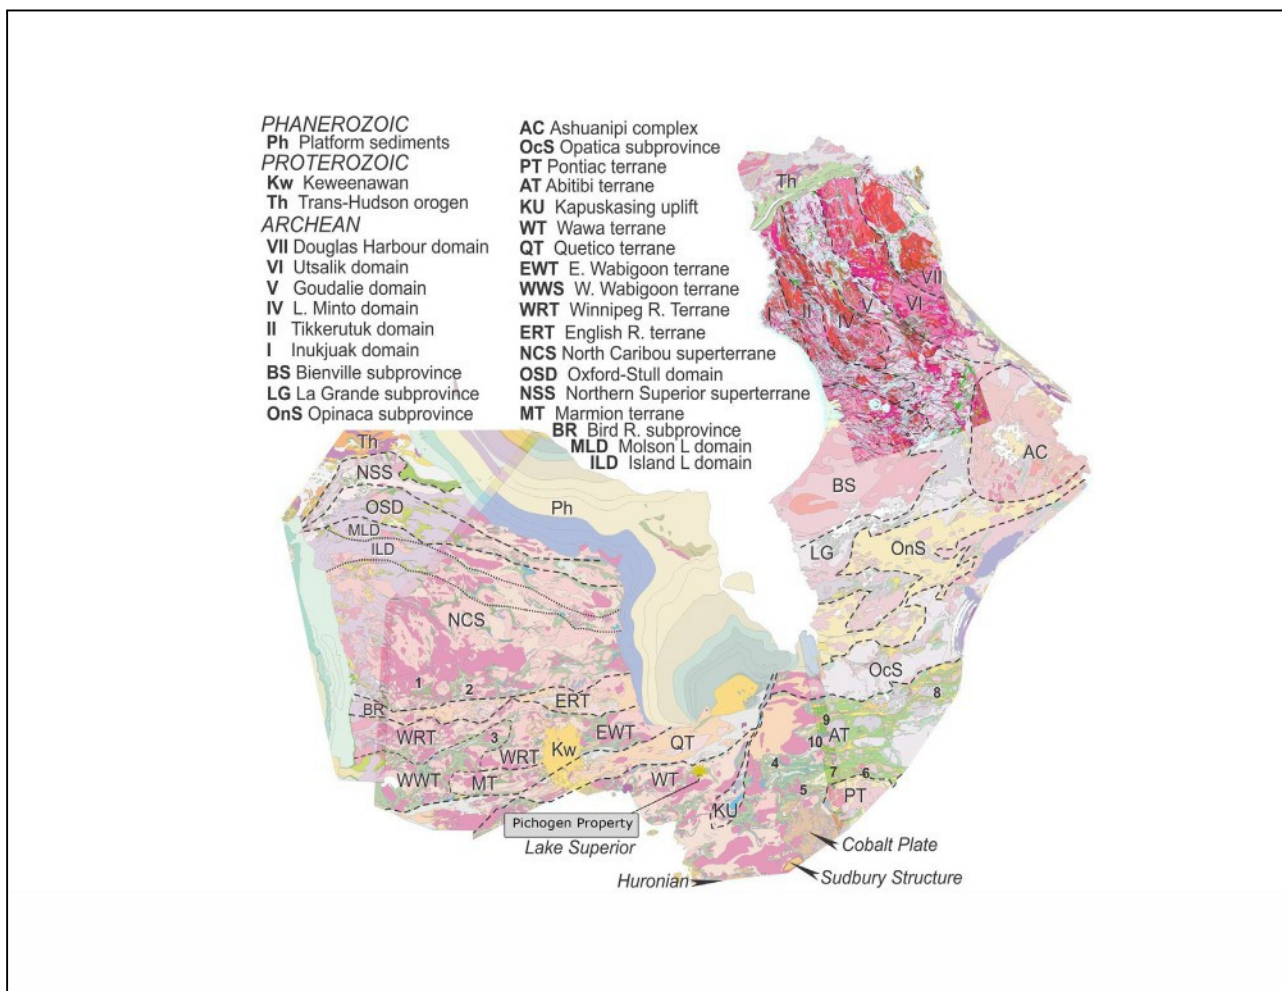 PHANEROZOIC
Ph Platform sediments
PROTEROZOIC
Kw Keweenawan
Th Trans-Hudson orogen
ARCHEAN
VII Douglas Harbour domain
VI Utsalik domain
V Goudalie domain
IV L. Minto domain
II Tikkerutuk domain
I Inukjuak domain
BS Bienville subprovince
LG La Grande subprovince
OnS Opinaca subprovince
AC Ashuanipi complex
OcS Opatica subprovince
PT Pontiac terrane
AT Abitibi terrane
KU Kapuskasing uplift
WT Wawa terrane
QT Quetico terrane
EWT E. Wabigoon terrane
WWS W. Wabigoon terrane
WRT Winnipeg R. Terrane
ERT English R. terrane
NCS North Caribou superterrane
OSD Oxford-Stull domain
NSS Northern Superior superterrane
MT Marmion terrane
BR Bird R. subprovince
MLD Molson L domain
ILD Island L domain
Th
VII
VI
V
IV
II
I
AC
BS
OnS
LG
OcS
Th
NSS
OSD
MLD
ILD
Ph
NCS
1
2
BR
ERT
WRT
3
EWT
WRT
Kw
QT
WWT
MT
WT
KU
8
9
AT
10
4
7
6
5
PT
Pichogen Property
Lake Superior
Cobalt Plate
Huronian
Sudbury Structure